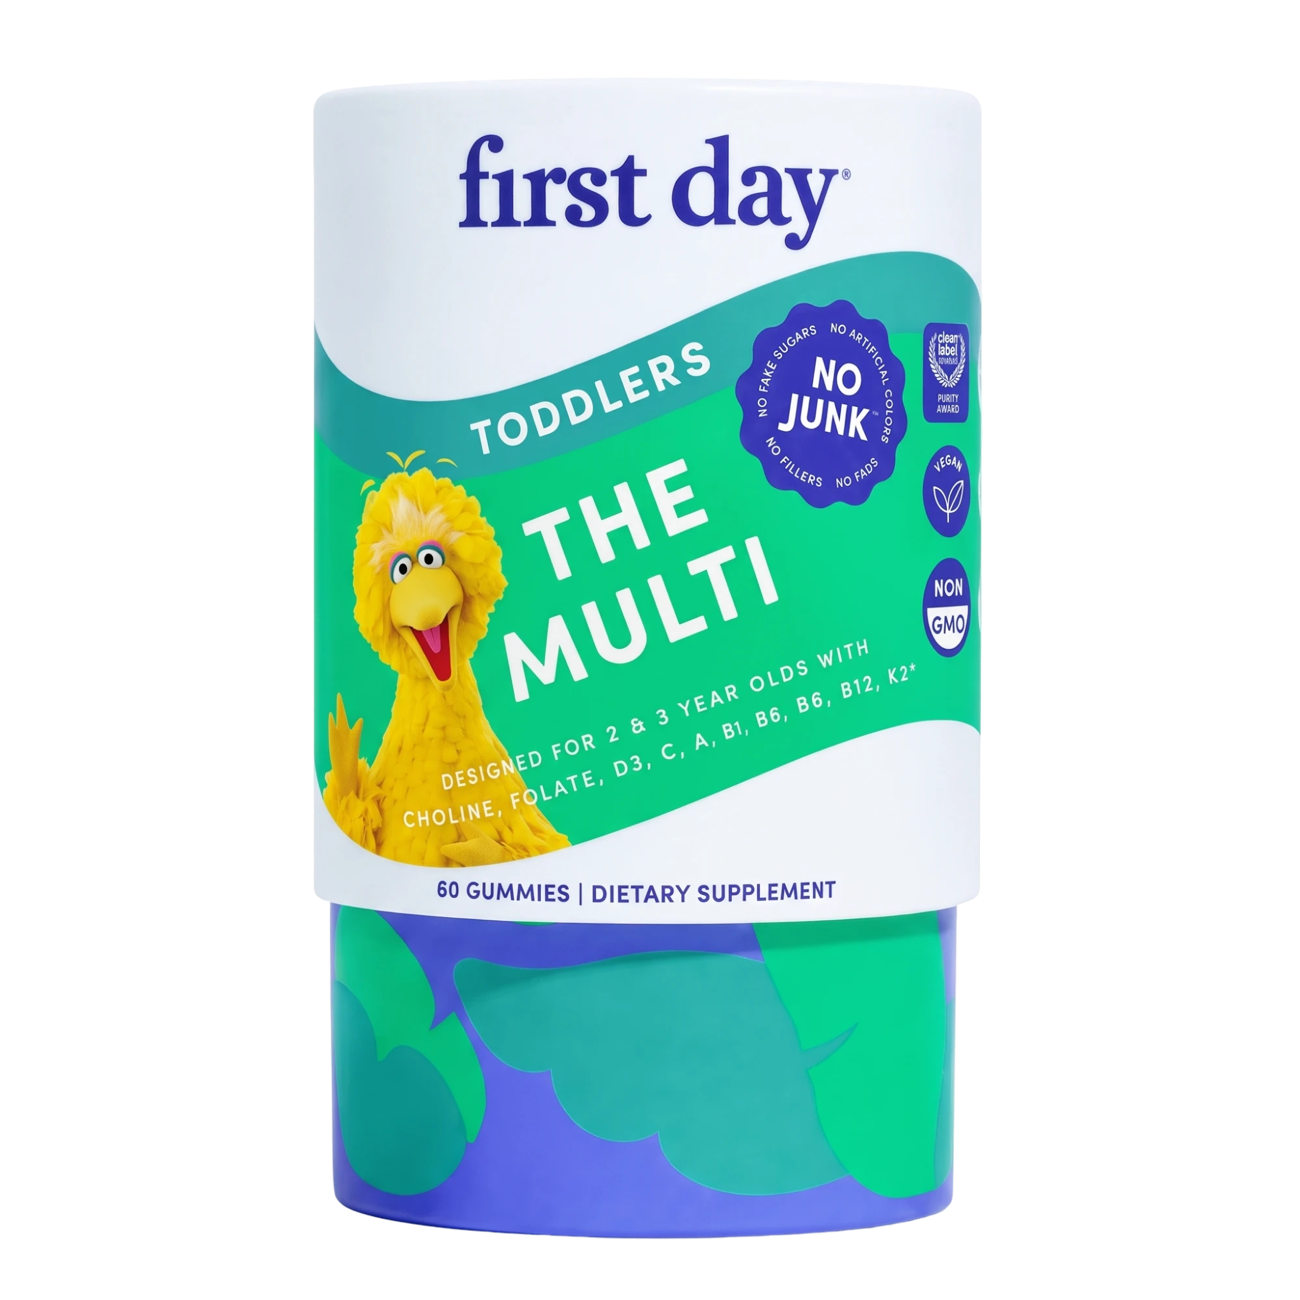 first day®
TODDLERS
THE
MULTI
NO FAKE SUGARS NO ARTIFICIAL COLORS
NO
JUNK™
NO FILLERS NO FADS
clean
label
PURITY
AWARD
VEGAN
NON
GMO
DESIGNED FOR 2 & 3 YEAR OLDS WITH
CHOLINE, FOLATE, D3, C, A, B1, B6, B6, B12, K2*
60 GUMMIES | DIETARY SUPPLEMENT